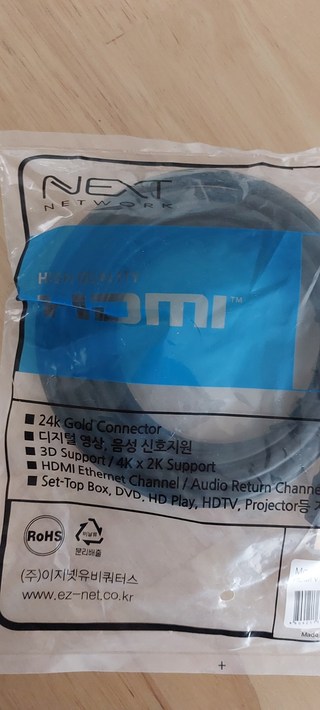 NEXT
NETWORK
HDMI™
■ 24k Gold Connector
■ 디지털 영상, 음성 신호지원
■ 3D Support / 4K x 2K Support
■ HDMI Ethernet Channel / Audio Return
■ Set-Top Box, DVD, HD Play, HDTV, Projector등
RoHS
분리배출
(주)이지넷유비쿼터스
www.ez-net.co.kr